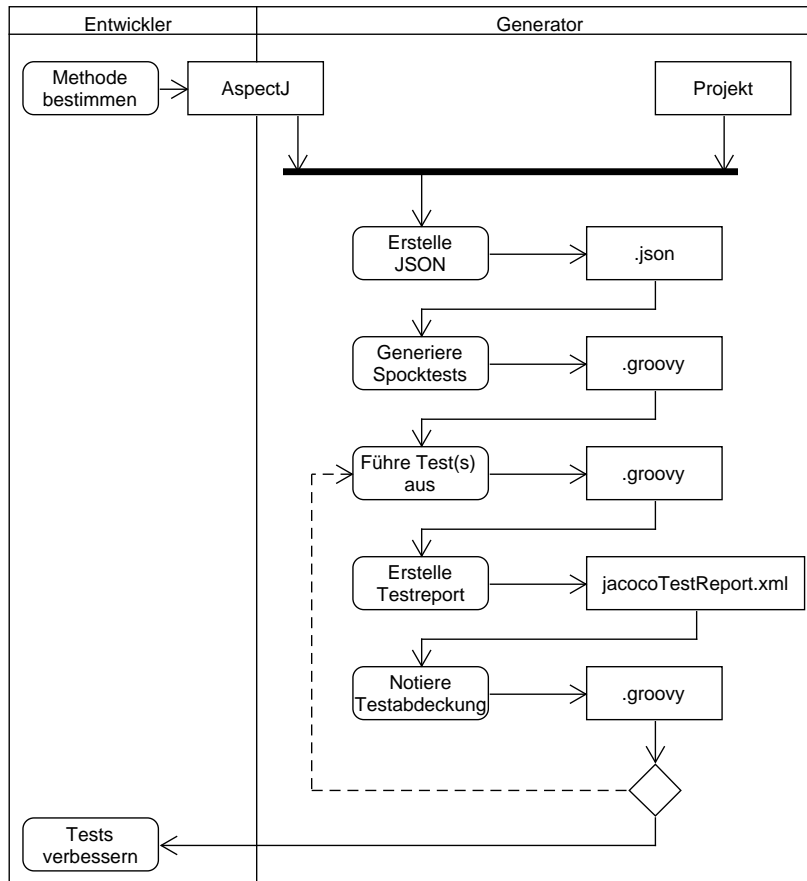 Entwickler
Generator
Methode
bestimmen
AspectJ
Projekt
Erstelle
JSON
.json
Generiere
Spocktests
.groovy
Führe Test(s)
aus
.groovy
Erstelle
Testreport
jacocoTestReport.xml
Notiere
Testabdeckung
.groovy
Tests
verbessern